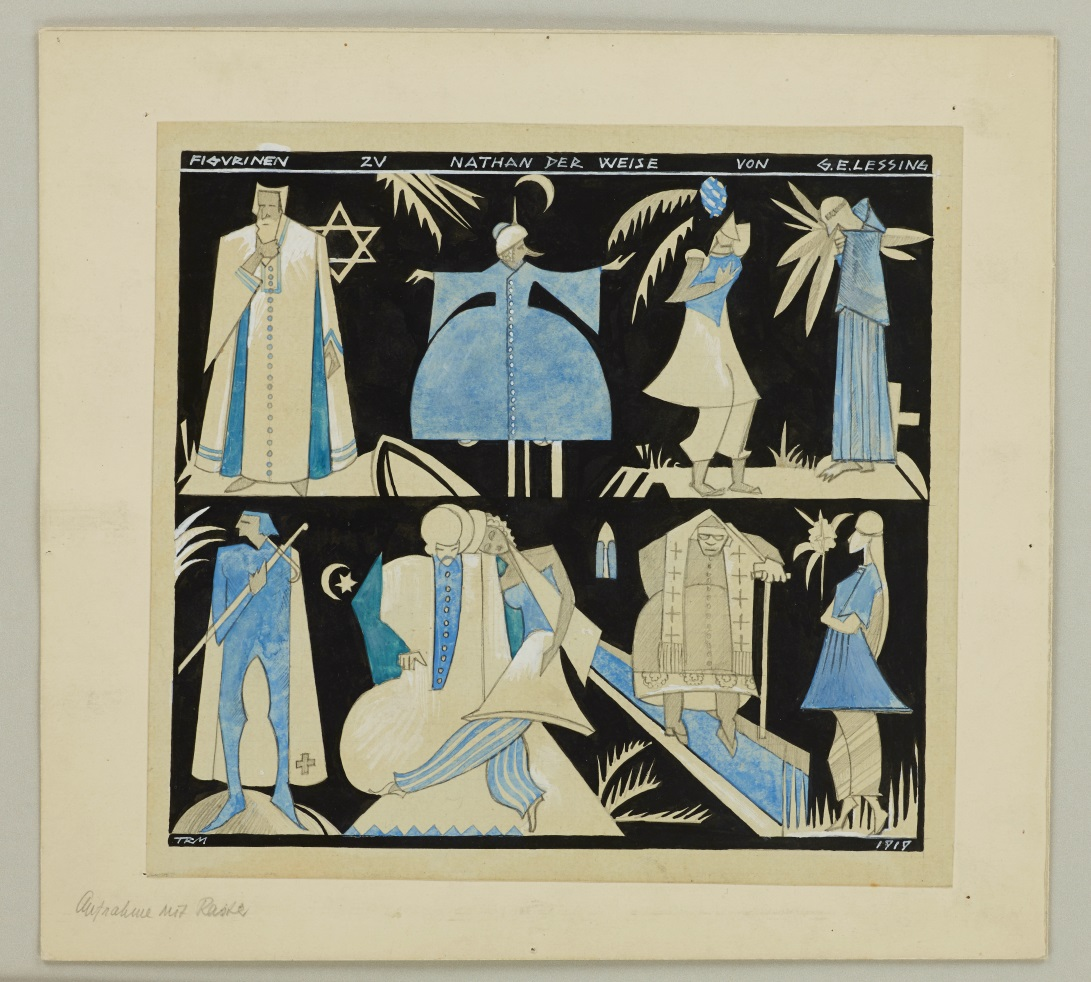 FIGVRINEN ZV NATHAN DER WEISE VON G.E.LESSING
TRM 1919
Aufnahme mit Raster